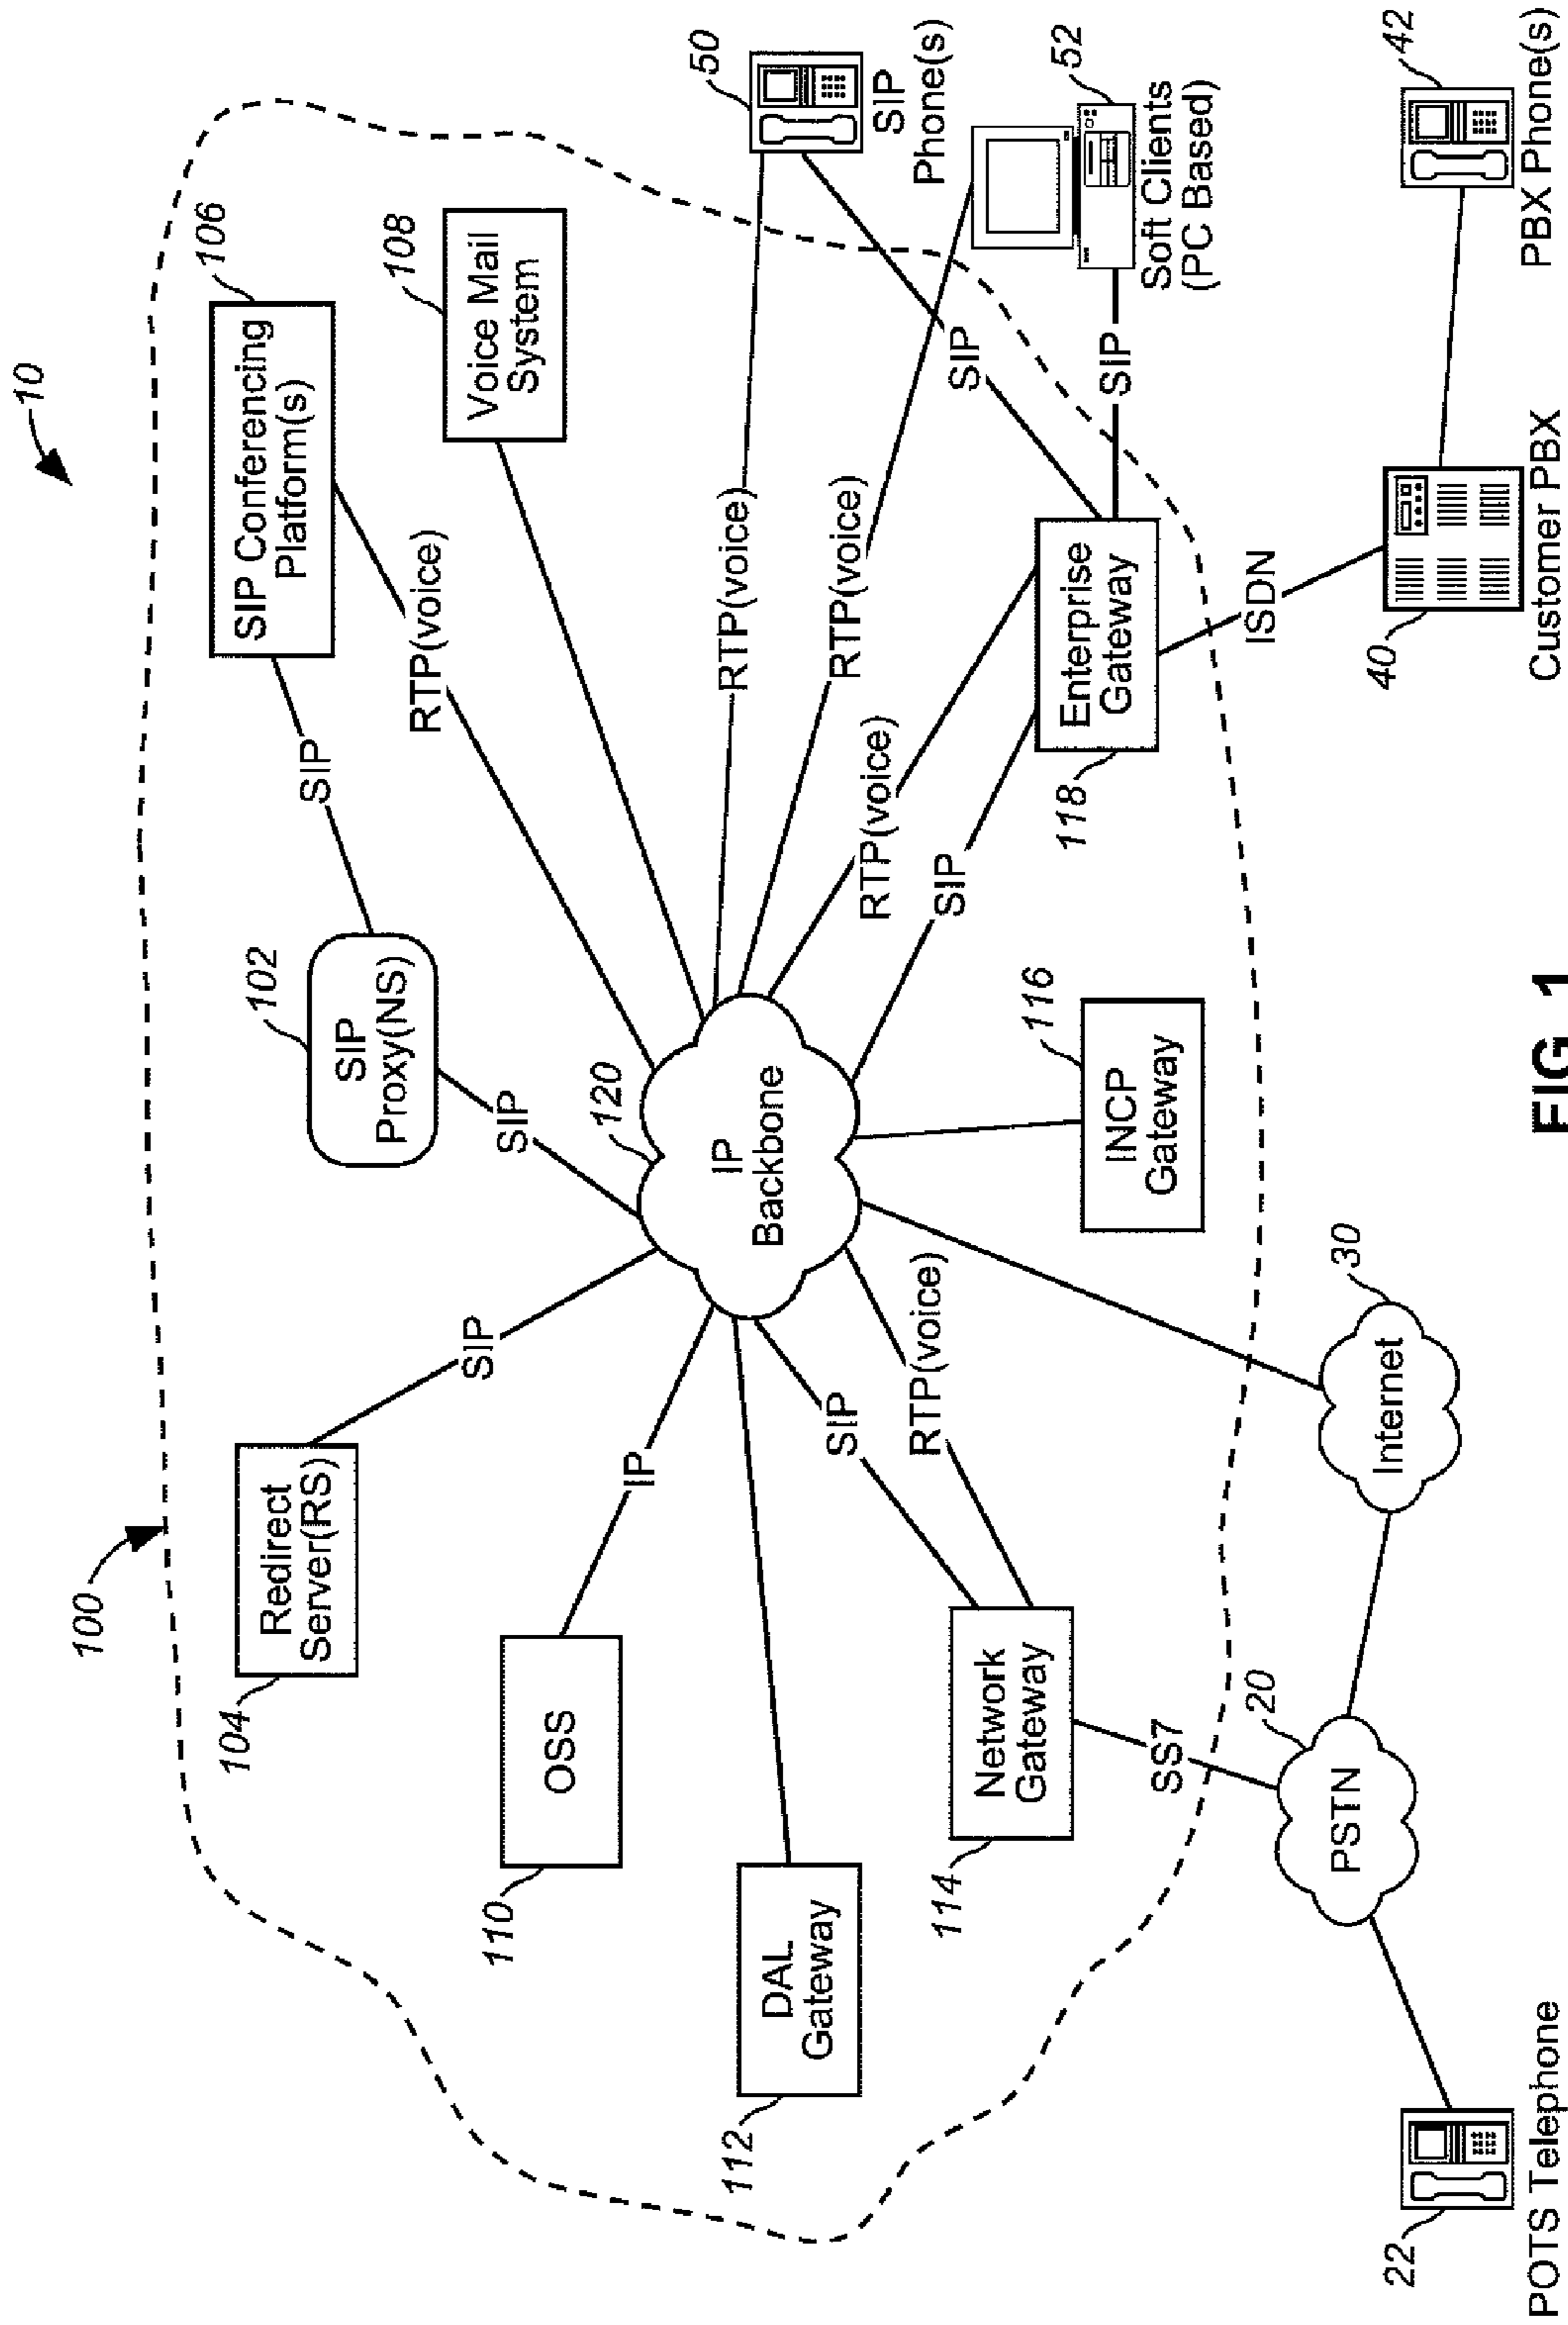 10
100
106
SIP Conferencing
Platform(s)
108
Voice Mail
System
102
SIP
Proxy(NS)
SIP
RTP(voice)
104
Redirect
Server(RS)
SIP
SIP
110
OSS
IP
120
IP
Backbone
RTP(voice)
RTP(voice)
50
SIP
Phone(s)
52
Soft Clients
(PC Based)
SIP
SIP
112
DAL
Gateway
114
Network
Gateway
SIP
RTP(voice)
116
INCP
Gateway
RTP(voice)
SIP
118
Enterprise
Gateway
SS7
ISDN
20
PSTN
30
Internet
22
POTS Telephone
40
Customer PBX
42
PBX Phone(s)
FIG. 1